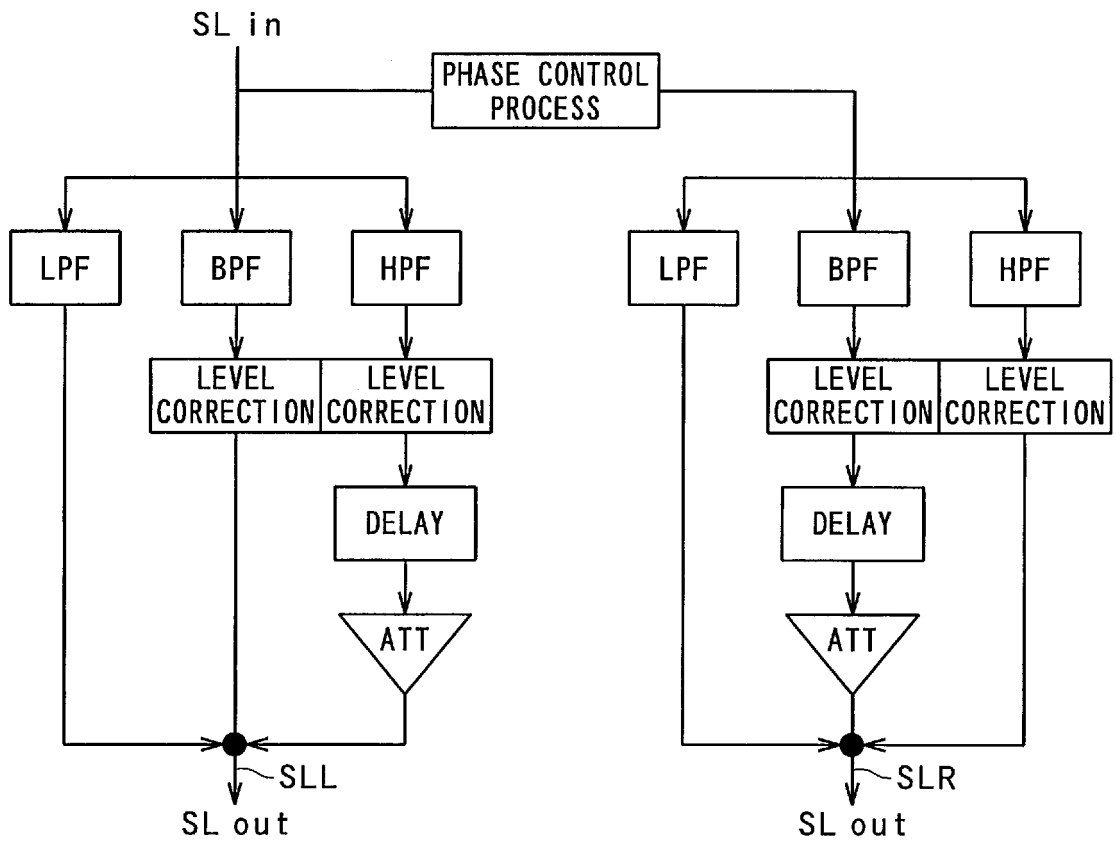 SL in
PHASE CONTROL
PROCESS
LPF
BPF
HPF
LPF
BPF
HPF
LEVEL
CORRECTION
LEVEL
CORRECTION
LEVEL
CORRECTION
LEVEL
CORRECTION
DELAY
DELAY
ATT
ATT
SLL
SLR
SL out
SL out